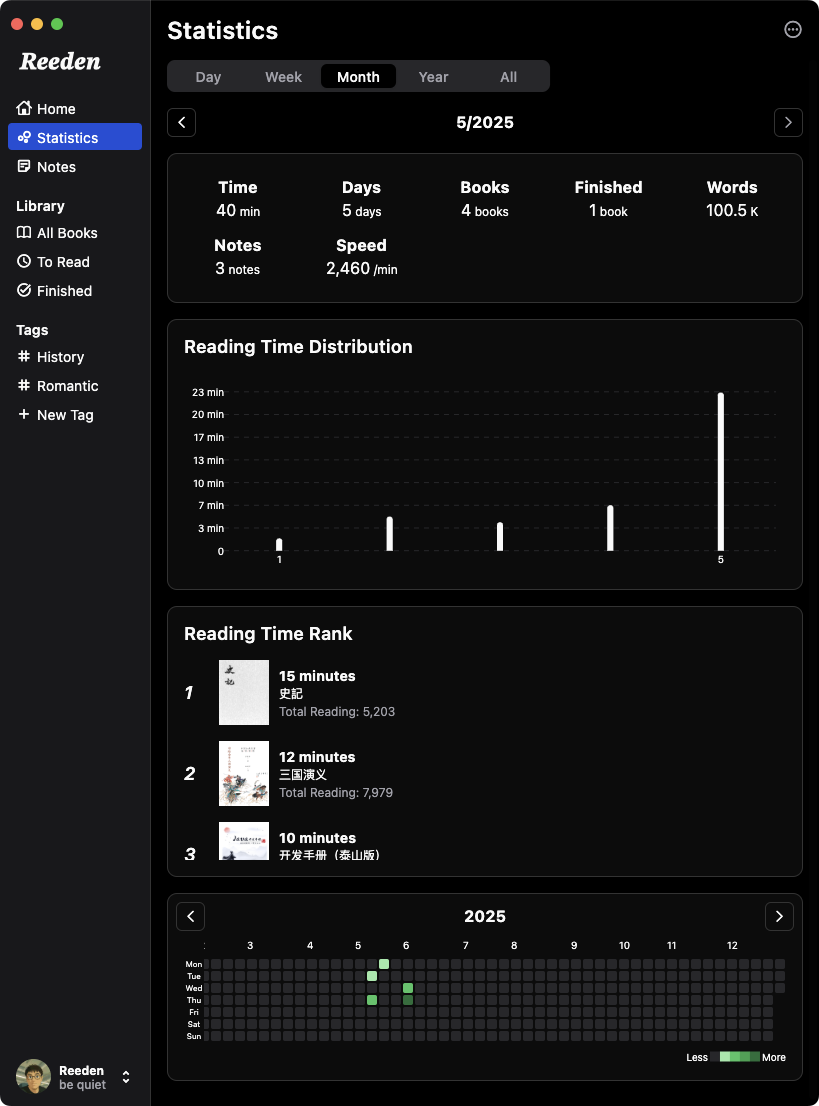 Reeden
Home
Statistics
Notes
Library
All Books
To Read
Finished
Tags
# History
# Romantic
+ New Tag
Reeden
be quiet
Statistics
Day Week Month Year All
5/2025
Time Days Books Finished Words
40 min 5 days 4 books 1 book 100.5 K
Notes Speed
3 notes 2,460 /min
Reading Time Distribution
23 min
20 min
17 min
13 min
10 min
7 min
3 min
0
1 5
Reading Time Rank
1
史記
15 minutes
史記
Total Reading: 5,203
2
12 minutes
三国演义
Total Reading: 7,979
3
10 minutes
开发手册（泰山版)
2025
3 4 5 6 7 8 9 10 11 12
Mon
Tue
Wed
Thu
Fri
Sat
Sun
Less More